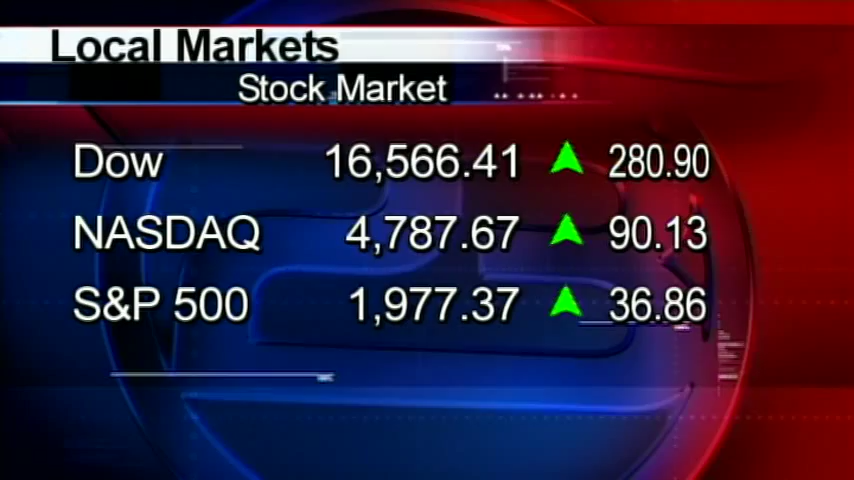 Local Markets
Stock Market
Dow 16,566.41 280.90
NASDAQ 4,787.67 90.13
S&P 500 1,977.37 36.86